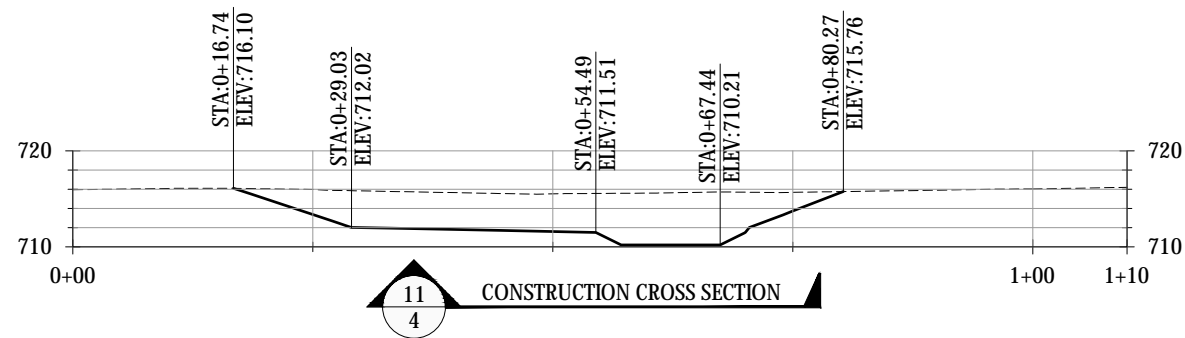 STA:0+16.74
ELEV:716.10
STA:0+29.03
ELEV:712.02
STA:0+54.49
ELEV:711.51
STA:0+67.44
ELEV:710.21
STA:0+80.27
ELEV:715.76
720
720
710
710
0+00
1+00
1+10
11
4
CONSTRUCTION CROSS SECTION